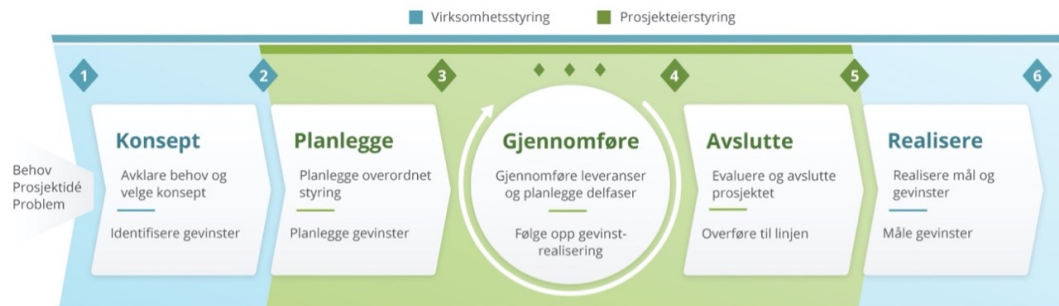 Virksomhetsstyring
Prosjekteierstyring
1
2
3
4
5
6
Behov
Prosjektidé
Problem
Konsept
Avklare behov og
velge konsept
Identifisere gevinster
Planlegge
Planlegge overordnet
styring
Planlegge gevinster
Gjennomføre
Gjennomføre leveranser
og planlegge delfaser
Følge opp gevinst-
realisering
Avslutte
Evaluere og avslutte
prosjektet
Overføre til linjen
Realisere
Realisere mål og
gevinster
Måle gevinster